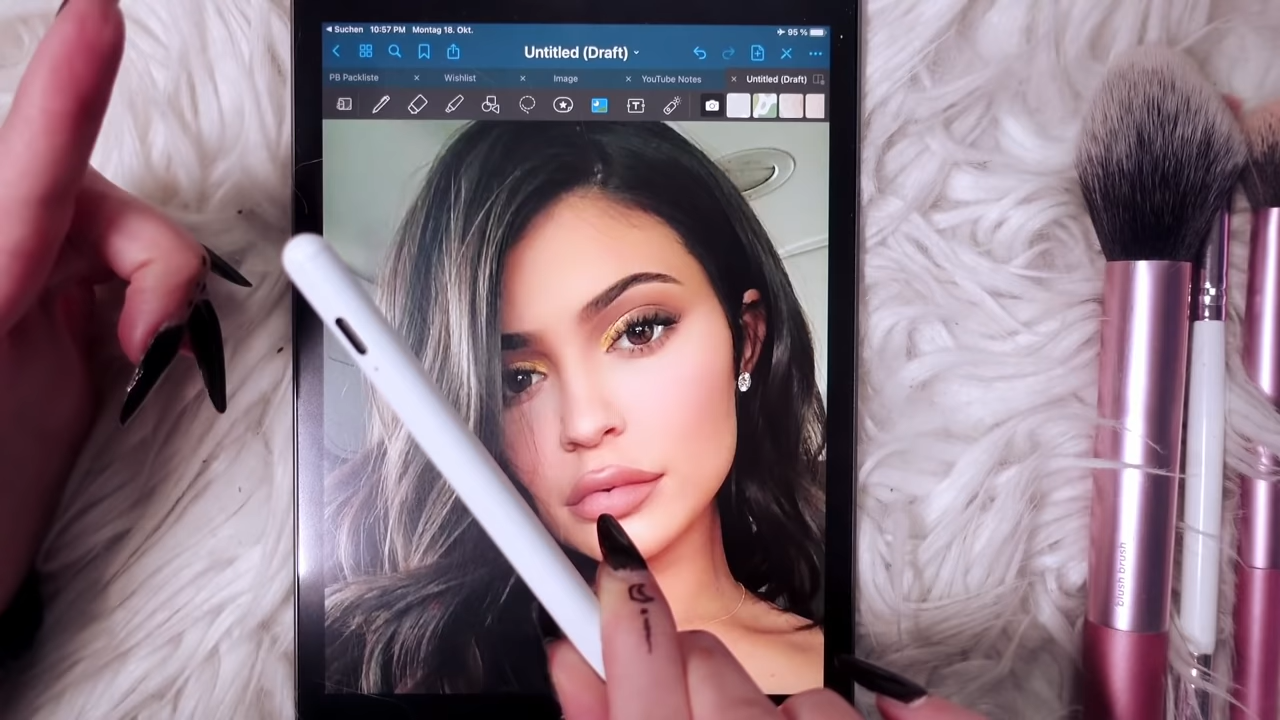 Suchen 10:57 PM Montag 18. Okt. 95 %
Untitled (Draft)
PB Packliste Wishlist Image YouTube Notes Untitled (Draft)
T
blush brush